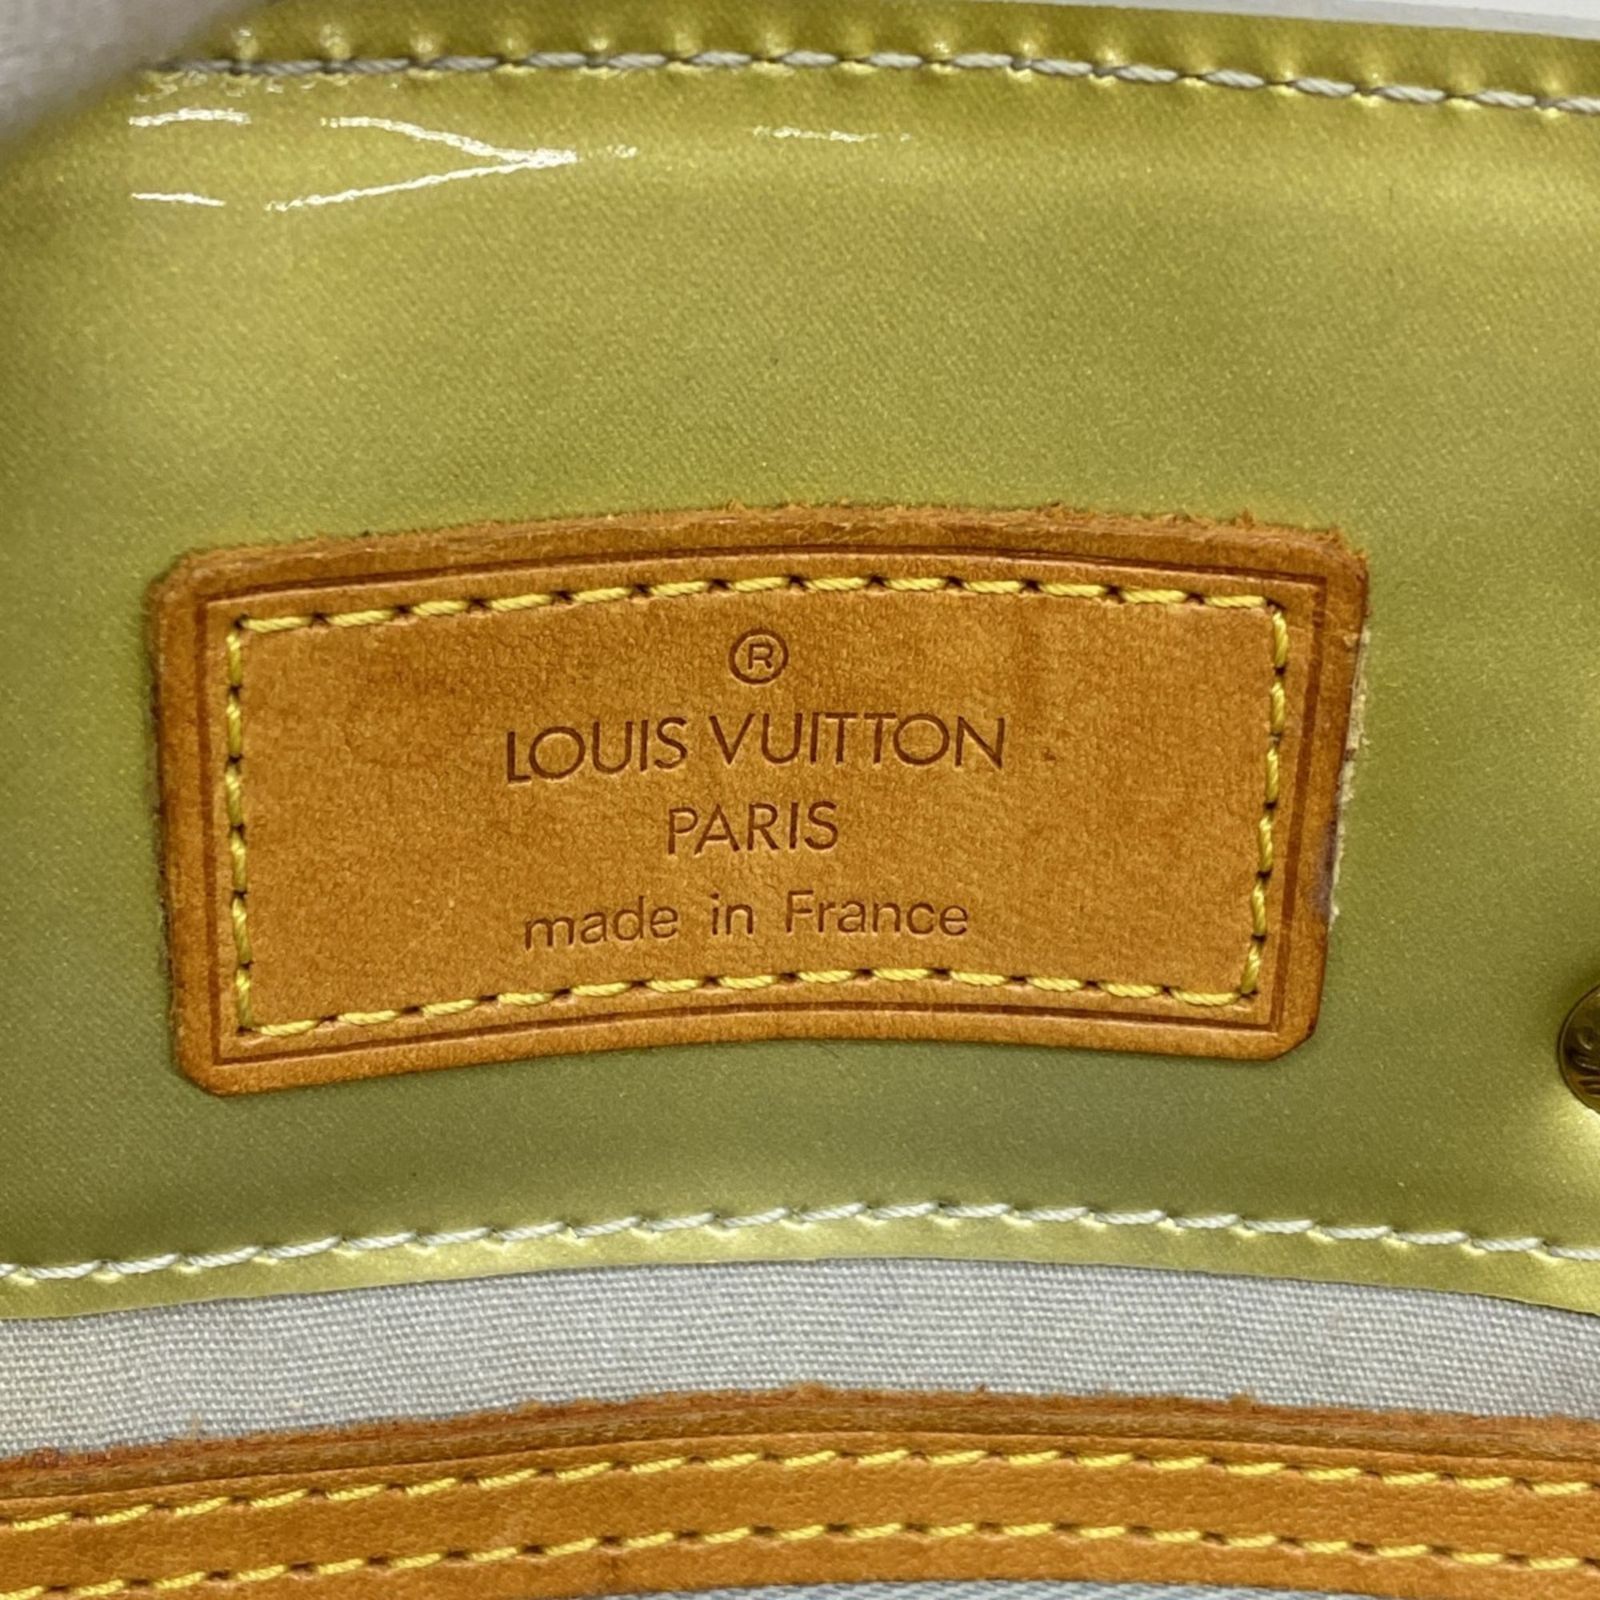 ®
LOUIS VUITTON
PARIS
made in France